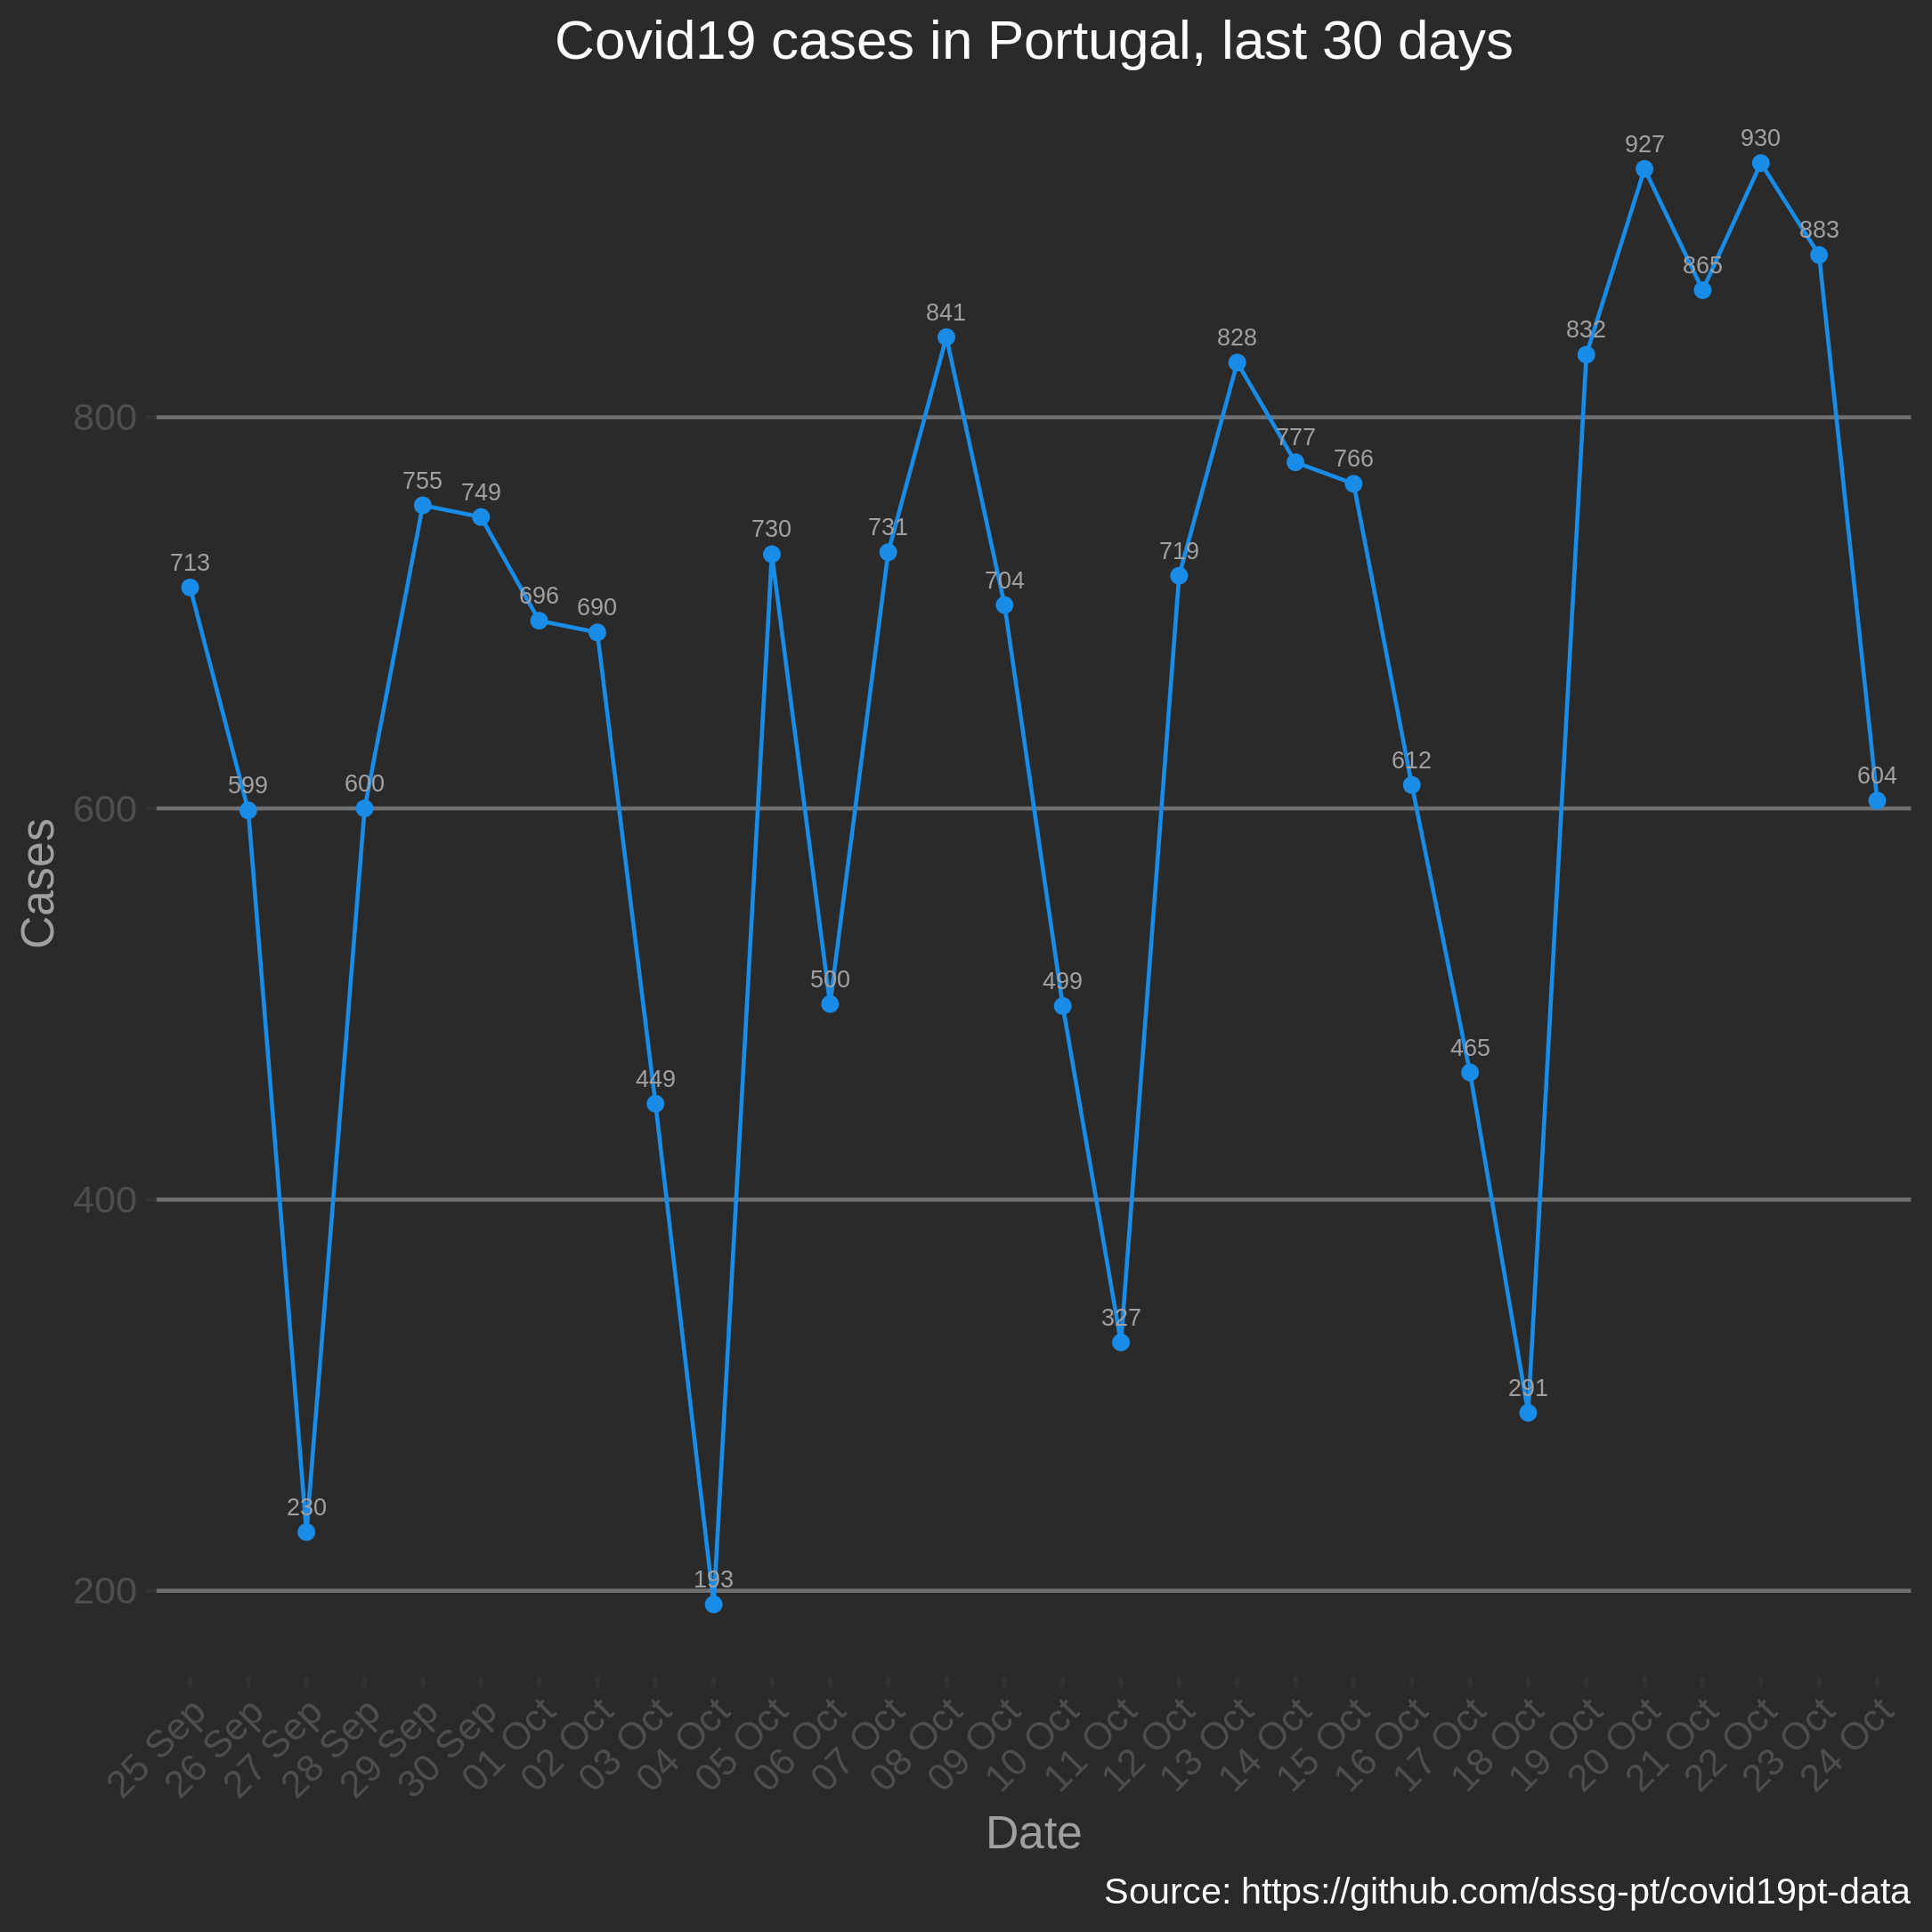 Covid19 cases in Portugal, last 30 days
927
930
883
865
841
832
828
800
777
766
755
749
730
731
719
713
704
696
690
612
604
600
599
600
Cases
500
499
465
449
400
327
291
230
200
193
25 Sep
26 Sep
27 Sep
28 Sep
29 Sep
30 Sep
01 Oct
02 Oct
03 Oct
04 Oct
05 Oct
06 Oct
07 Oct
08 Oct
09 Oct
10 Oct
11 Oct
12 Oct
13 Oct
14 Oct
15 Oct
16 Oct
17 Oct
18 Oct
19 Oct
20 Oct
21 Oct
22 Oct
23 Oct
24 Oct
Date
Source: https://github.com/dssg-pt/covid19pt-data